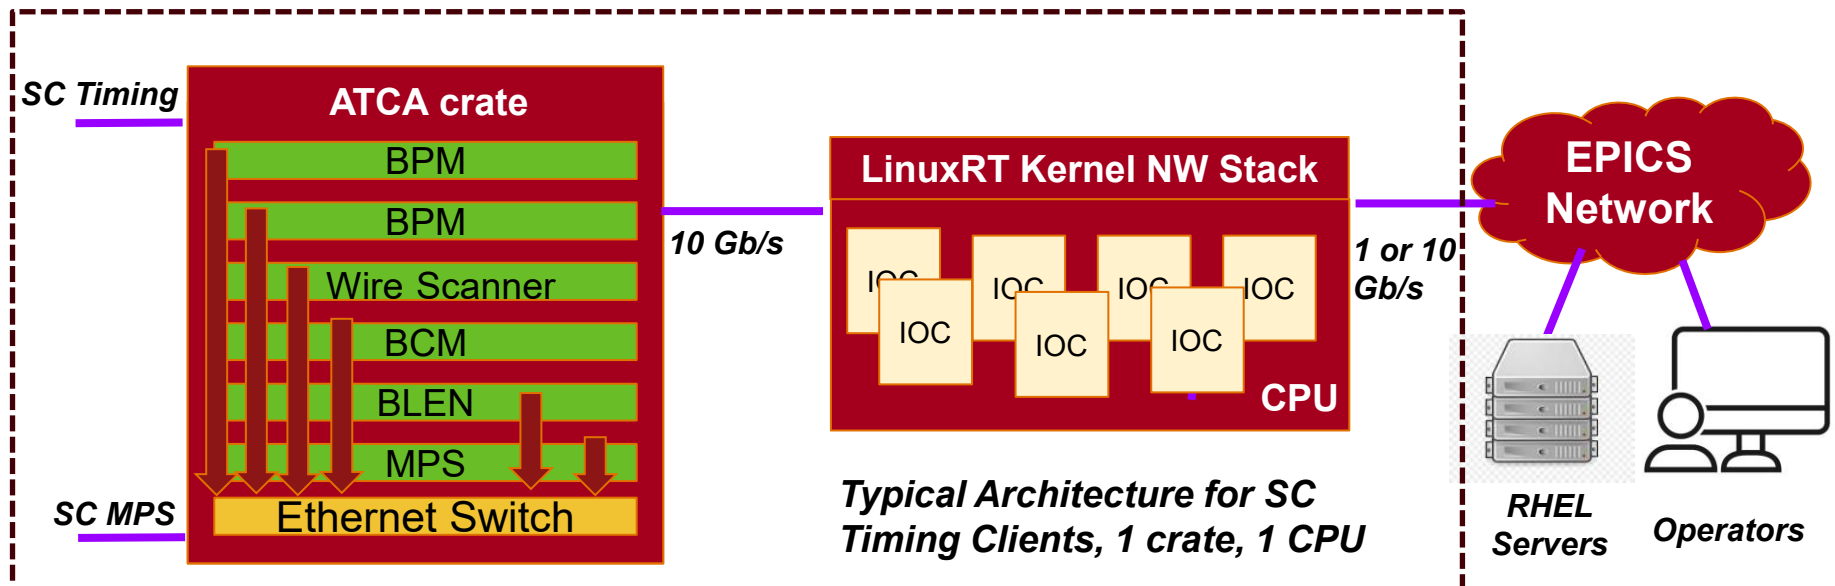 SC Timing
ATCA crate
BPM
BPM
Wire Scanner
BCM
BLEN
MPS
Ethernet Switch
SC MPS
10 Gb/s
LinuxRT Kernel NW Stack
IOC
IOC
IOC
IOC
IOC
IOC
IOC
CPU
1 or 10
Gb/s
Typical Architecture for SC
Timing Clients, 1 crate, 1 CPU
EPICS
Network
RHEL
Servers
Operators